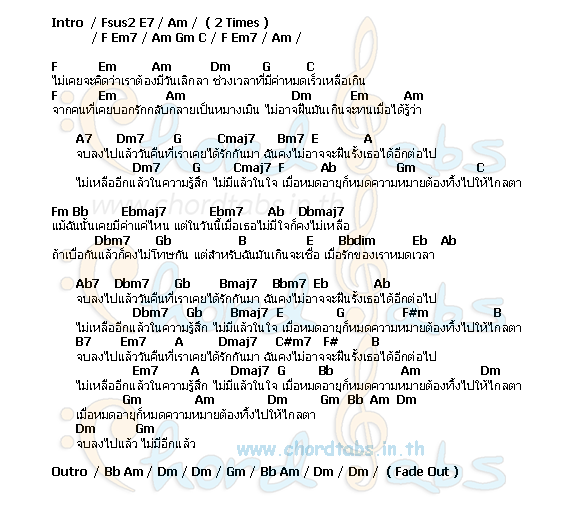 Intro / Fsus2 E7 / Am / ( 2 Times )
/ F Em7 / Am Gm C / F Em7 / Am /
F Em Am Dm G C
ไม่เคยจะคิดว่าเราต้องมีวันเลิกลา ช่วงเวลาที่มีค่าหมดเร็วเหลือเกิน
F Em Am Dm Em Am
จากคนที่เคยบอกรักกลับกลายเป็นหมางเมิน ไม่อาจฝืนมันเกินจะทนเมื่อได้รู้ว่า
A7 Dm7 G Cmaj7 Bm7 E A
จบลงไปแล้ววันคืนที่เราเคยได้รักกันมา ฉันคงไม่อาจจะฝืนรั้งเธอได้อีกต่อไป
Dm7 G Cmaj7 F Ab Gm C
ไม่เหลืออีกแล้วในความรู้สึก ไม่มีแล้วในใจ เมื่อหมดอายุก็หมดความหมายต้องทิ้งไปให้ไกลตา
www.chordtabs.in.th
Fm Bb Ebmaj7 Ebm7 Ab Dbmaj7
แม้ฉันนั้นเคยมีค่าแค่ไหน แต่ในวันนี้เมื่อเธอไม่มีใจก็คงไม่เหลือ
Dbm7 Gb B E Bbdim Eb Ab
ถ้าเบื่อกันแล้วก็คงไม่โทษกัน แต่สำหรับฉันมันเกินจะเชื่อ เมื่อรักของเราหมดเวลา
Ab7 Dbm7 Gb Bmaj7 Bbm7 Eb Ab
จบลงไปแล้ววันคืนที่เราเคยได้รักกันมา ฉันคงไม่อาจจะฝืนรั้งเธอได้อีกต่อไป
Dbm7 Gb Bmaj7 E G F#m B
ไม่เหลืออีกแล้วในความรู้สึก ไม่มีแล้วในใจ เมื่อหมดอายุก็หมดความหมายต้องทิ้งไปให้ไกลตา
B7 Em7 A Dmaj7 C#m7 F# B
จบลงไปแล้ววันคืนที่เราเคยได้รักกันมา ฉันคงไม่อาจจะฝืนรั้งเธอได้อีกต่อไป
Em7 A Dmaj7 G Bb Am Dm
ไม่เหลืออีกแล้วในความรู้สึก ไม่มีแล้วในใจ เมื่อหมดอายุก็หมดความหมายต้องทิ้งไปให้ไกลตา
Gm Am Dm Gm Bb Am Dm
เมื่อหมดอายุก็หมดความหมายต้องทิ้งไปให้ไกลตา
Dm Gm
จบลงไปแล้ว ไม่มีอีกแล้ว
www.chordtabs.in.th
Outro / Bb Am / Dm / Dm / Gm / Bb Am / Dm / Dm / ( Fade Out )